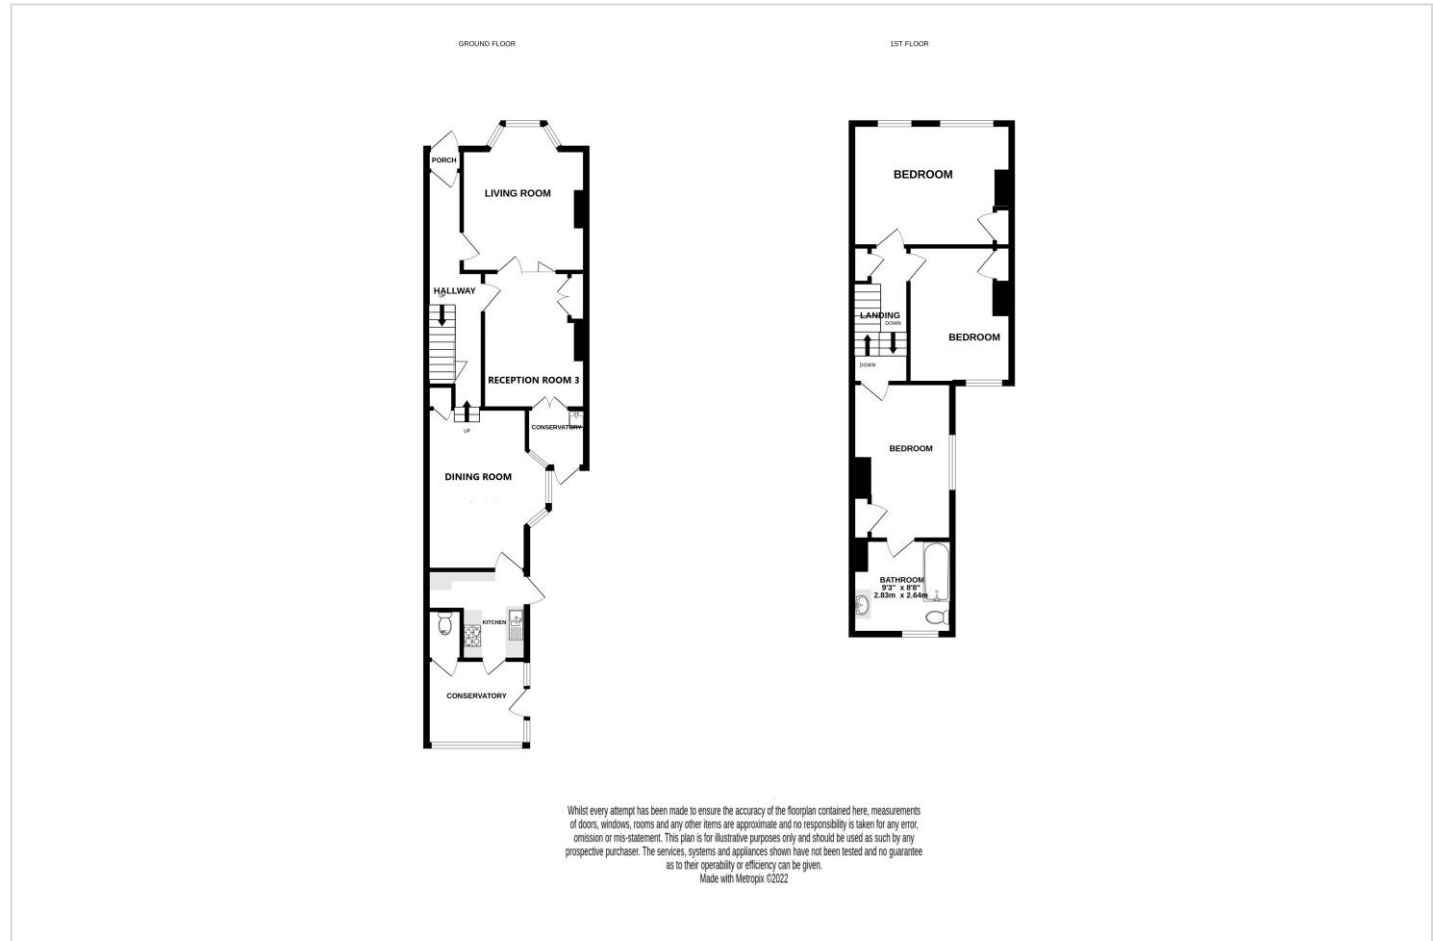 GROUND FLOOR
PORCH
LIVING ROOM
HALLWAY
UP
RECEPTION ROOM 3
CONSERVATORY
UP
DINING ROOM
KITCHEN
CONSERVATORY
1ST FLOOR
BEDROOM
LANDING
DOWN
BEDROOM
DOWN
BEDROOM
BATHROOM
9'3" x 8'8"
2.83m x 2.64m
Whilst every attempt has been made to ensure the accuracy of the floorplan contained here, measurements
of doors, windows, rooms and any other items are approximate and no responsibility is taken for any error,
omission or mis-statement. This plan is for illustrative purposes only and should be used as such by any
prospective purchaser. The services, systems and appliances shown have not been tested and no guarantee
as to their operability or efficiency can be given.
Made with Metropix ©2022